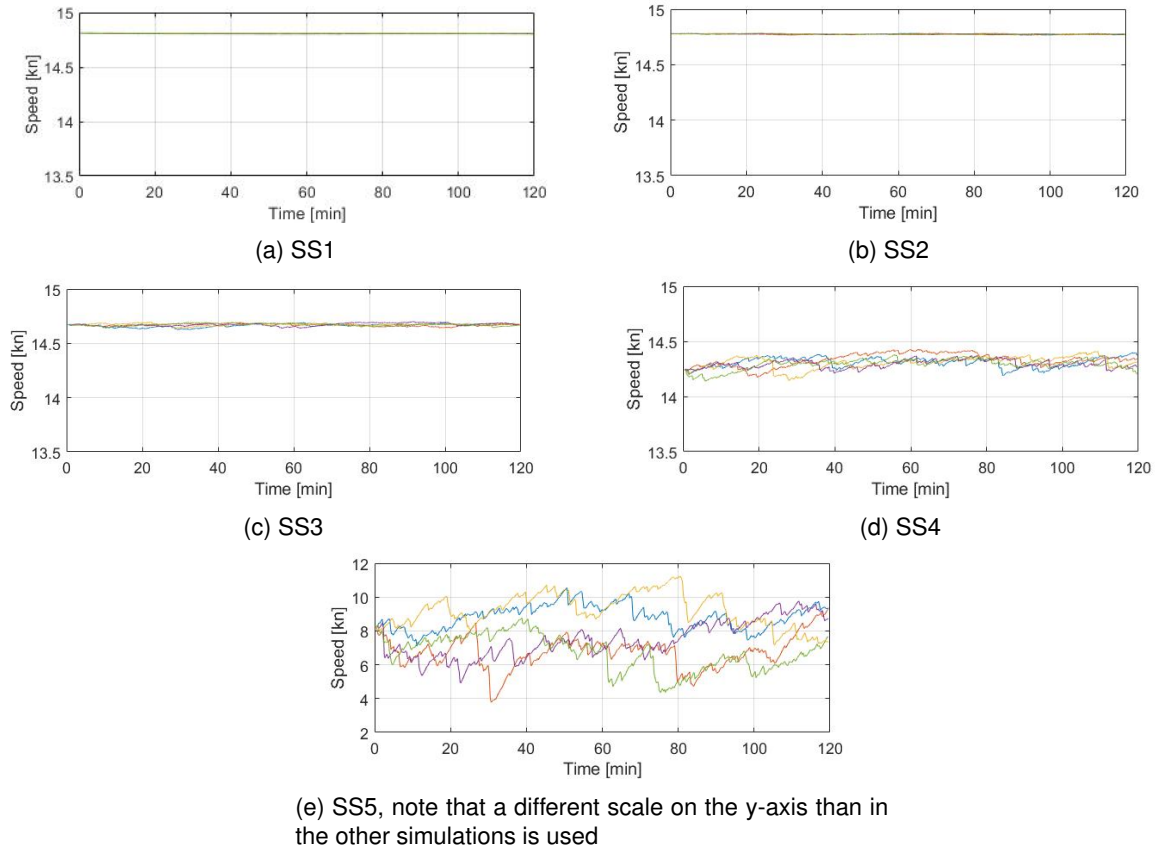 15
14.5
14
13.5
Speed [kn]
0 20 40 60 80 100 120
Time [min]
(a) SS1
15
14.5
14
13.5
Speed [kn]
0 20 40 60 80 100 120
Time [min]
(b) SS2
15
14.5
14
13.5
Speed [kn]
0 20 40 60 80 100 120
Time [min]
(c) SS3
15
14.5
14
13.5
Speed [kn]
0 20 40 60 80 100 120
Time [min]
(d) SS4
12
10
8
6
4
2
Speed [kn]
0 20 40 60 80 100 120
Time [min]
(e) SS5, note that a different scale on the y-axis than in
the other simulations is used